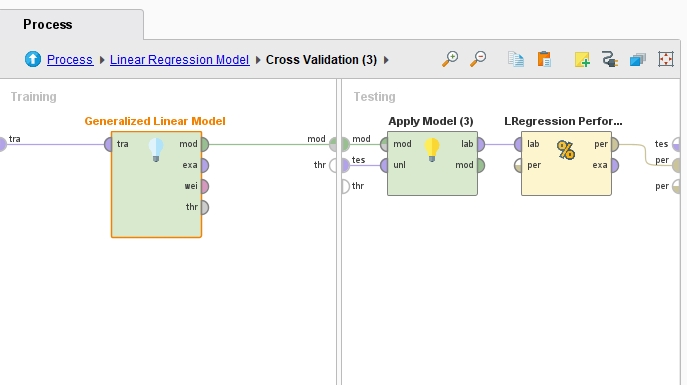 Process
Process Linear Regression Model Cross Validation (3)
Training
Testing
Generalized Linear Model
Apply Model (3)
LRegression Perfor...
tra
tra
mod
exa
wei
thr
mod
thr
mod
tes
thr
mod
unl
lab
mod
lab
per
per
exa
tes
per
per